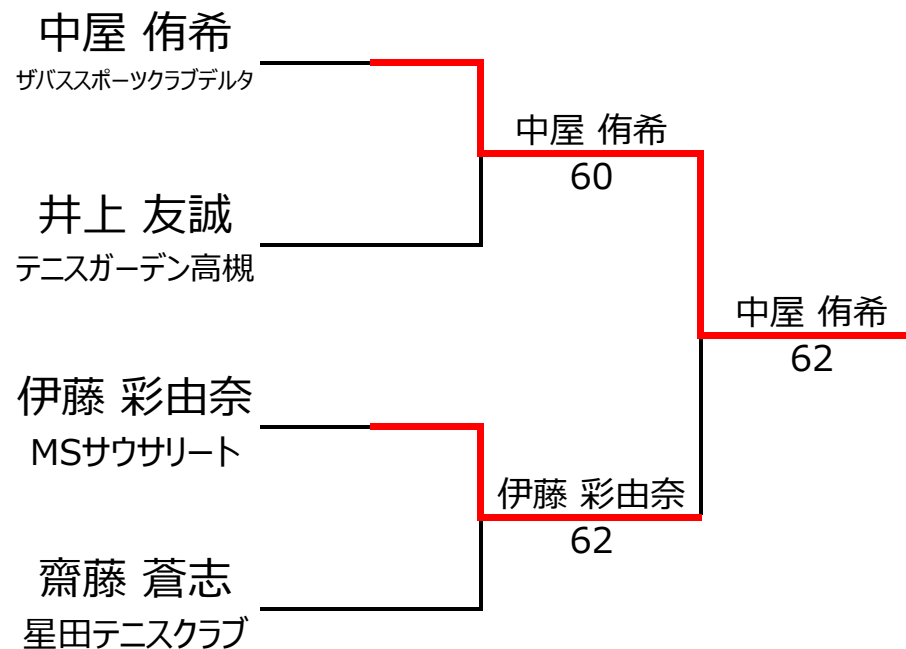 中屋 侑希
ザバススポーツクラブデルタ
中屋 侑希
60
井上 友誠
テニスガーデン高槻
中屋 侑希
62
伊藤 彩由奈
MSサウサリート
伊藤 彩由奈
62
齋藤 蒼志
星田テニスクラブ